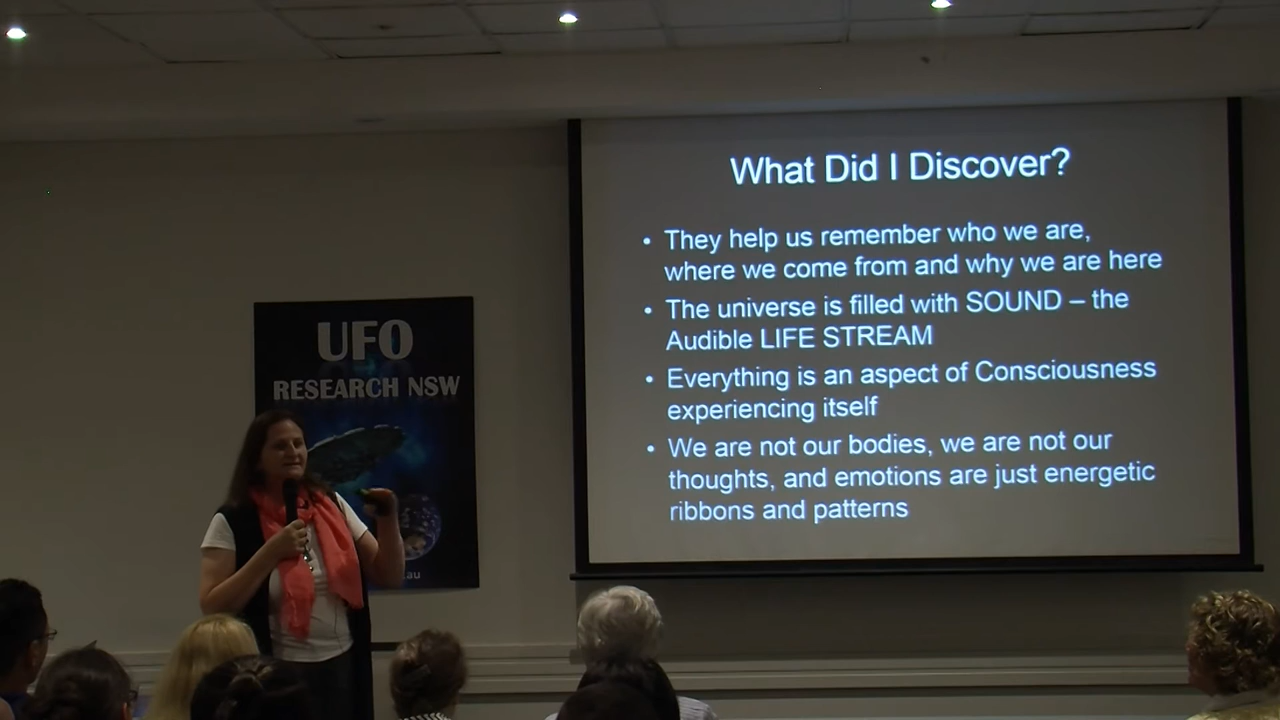 What Did I Discover?
• They help us remember who we are,
where we come from and why we are here
• The universe is filled with SOUND – the
Audible LIFE STREAM
• Everything is an aspect of Consciousness
experiencing itself
• We are not our bodies, we are not our
thoughts, and emotions are just energetic
ribbons and patterns
UFO
RESEARCH NSW
.au